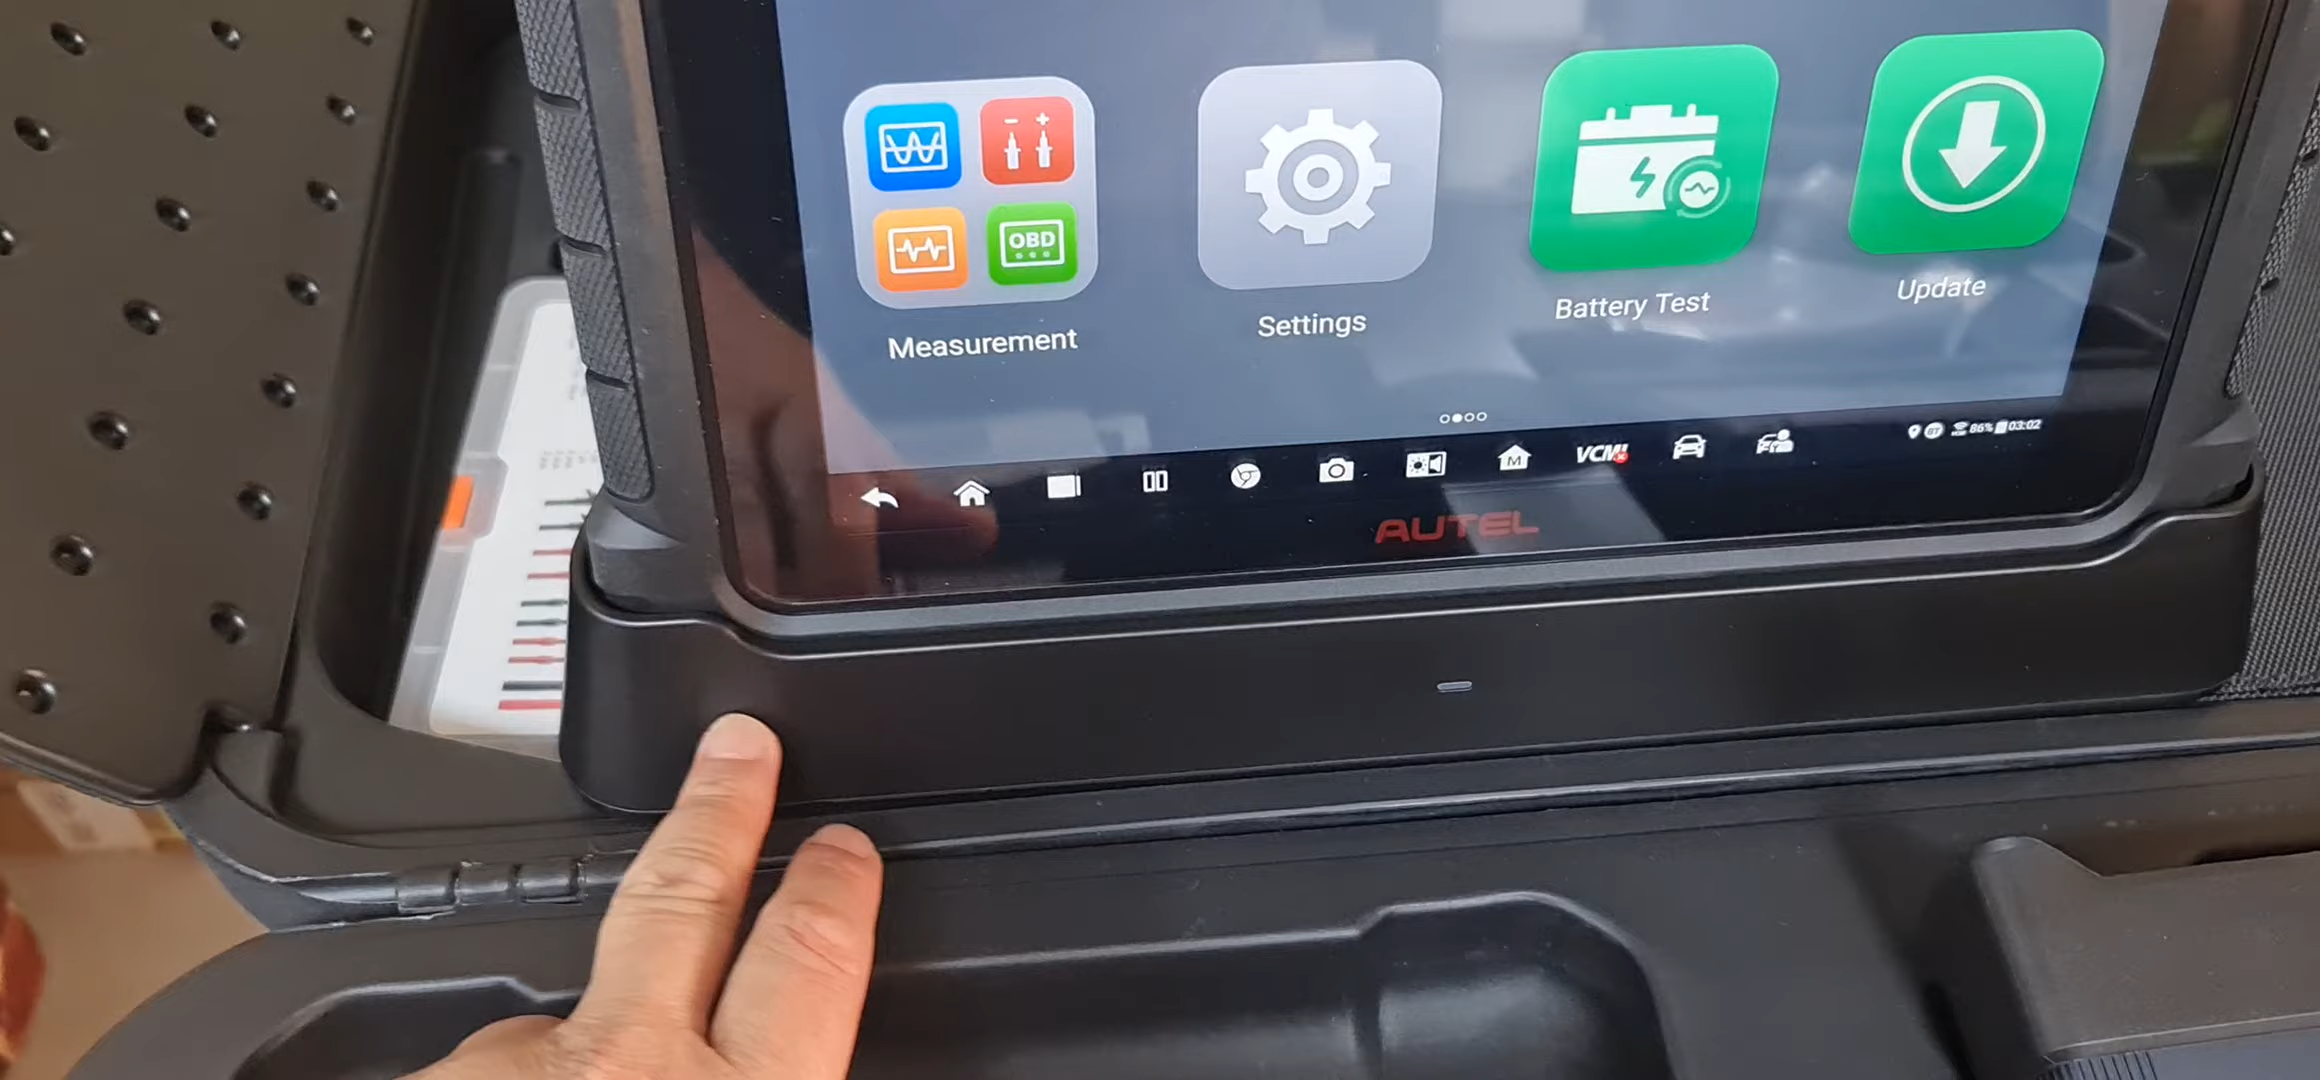 OBD
Measurement
Settings
Battery Test
Update
VCMI
86% 03:02
AUTEL